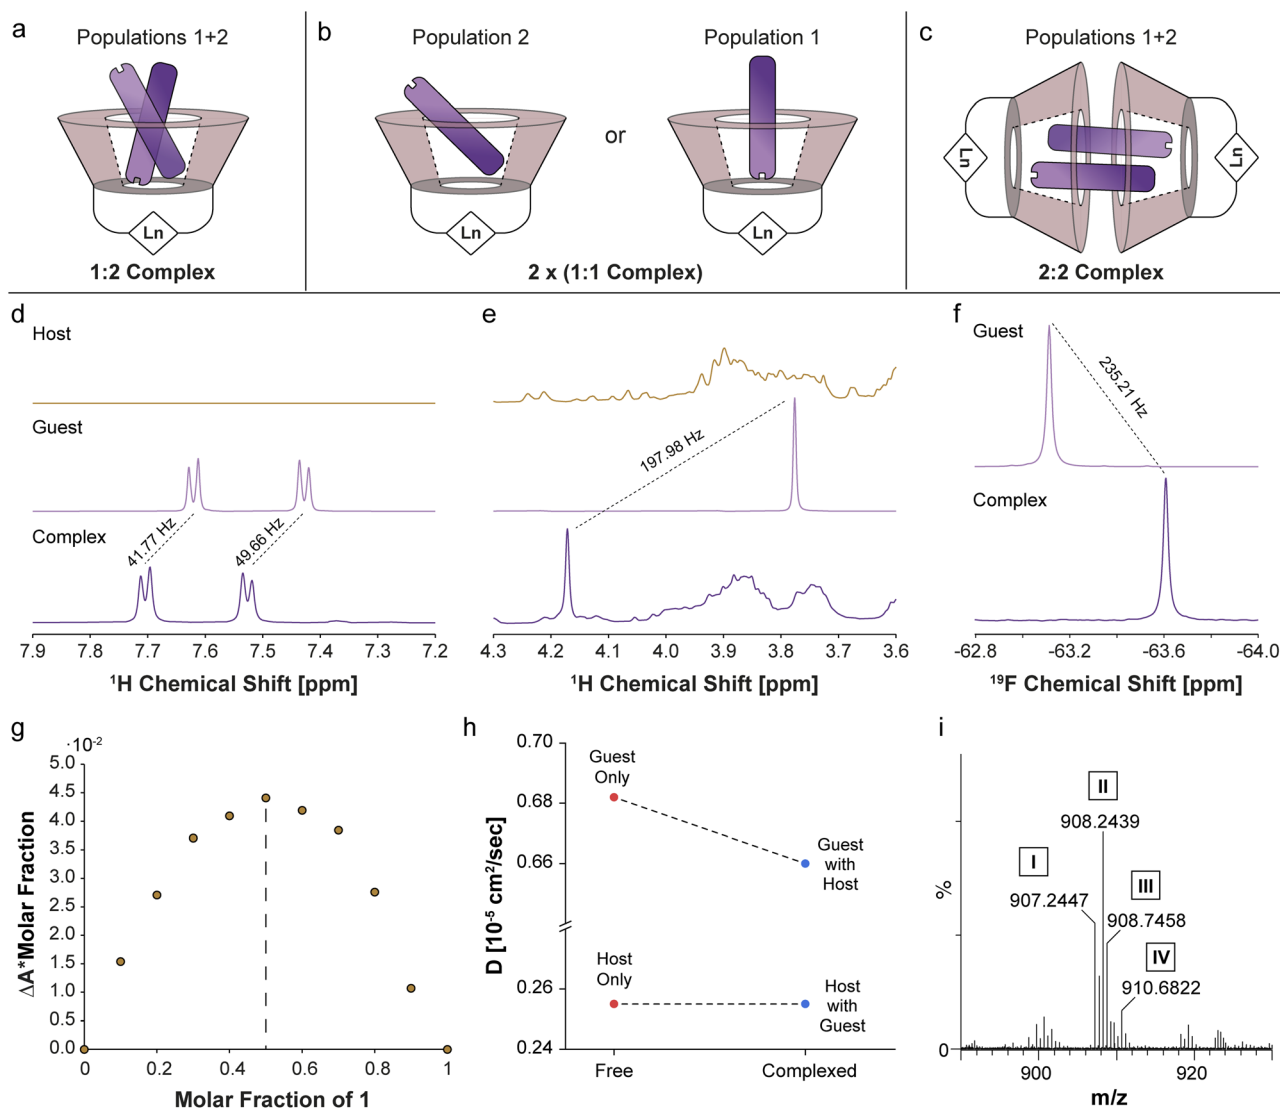 a
Populations 1+2
Ln
1:2 Complex
b
Population 2
or
Population 1
Ln
Ln
2 x (1:1 Complex)
c
Populations 1+2
Ln
Ln
2:2 Complex
d
Host
Guest
Complex
41.77 Hz
49.66 Hz
7.9 7.8 7.7 7.6 7.5 7.4 7.3 7.2
¹H Chemical Shift [ppm]
e
197.98 Hz
4.3 4.2 4.1 4.0 3.9 3.8 3.7 3.6
¹H Chemical Shift [ppm]
f
Guest
235.21 Hz
Complex
-62.8 -63.2 -63.6 -64.0
¹⁹F Chemical Shift [ppm]
g
·10⁻²
5.0
4.5
4.0
3.5
3.0
2.5
2.0
1.5
1.0
0.5
0.0
ΔA*Molar Fraction
0 0.2 0.4 0.6 0.8 1
Molar Fraction of 1
h
0.70
0.68
0.66
0.26
0.24
D [10⁻⁵ cm²/sec]
Guest
Only
Guest
with
Host
Host
Only
Host
with
Guest
Free Complexed
i
%
0
II
908.2439
I
907.2447
III
908.7458
IV
910.6822
900 920
m/z